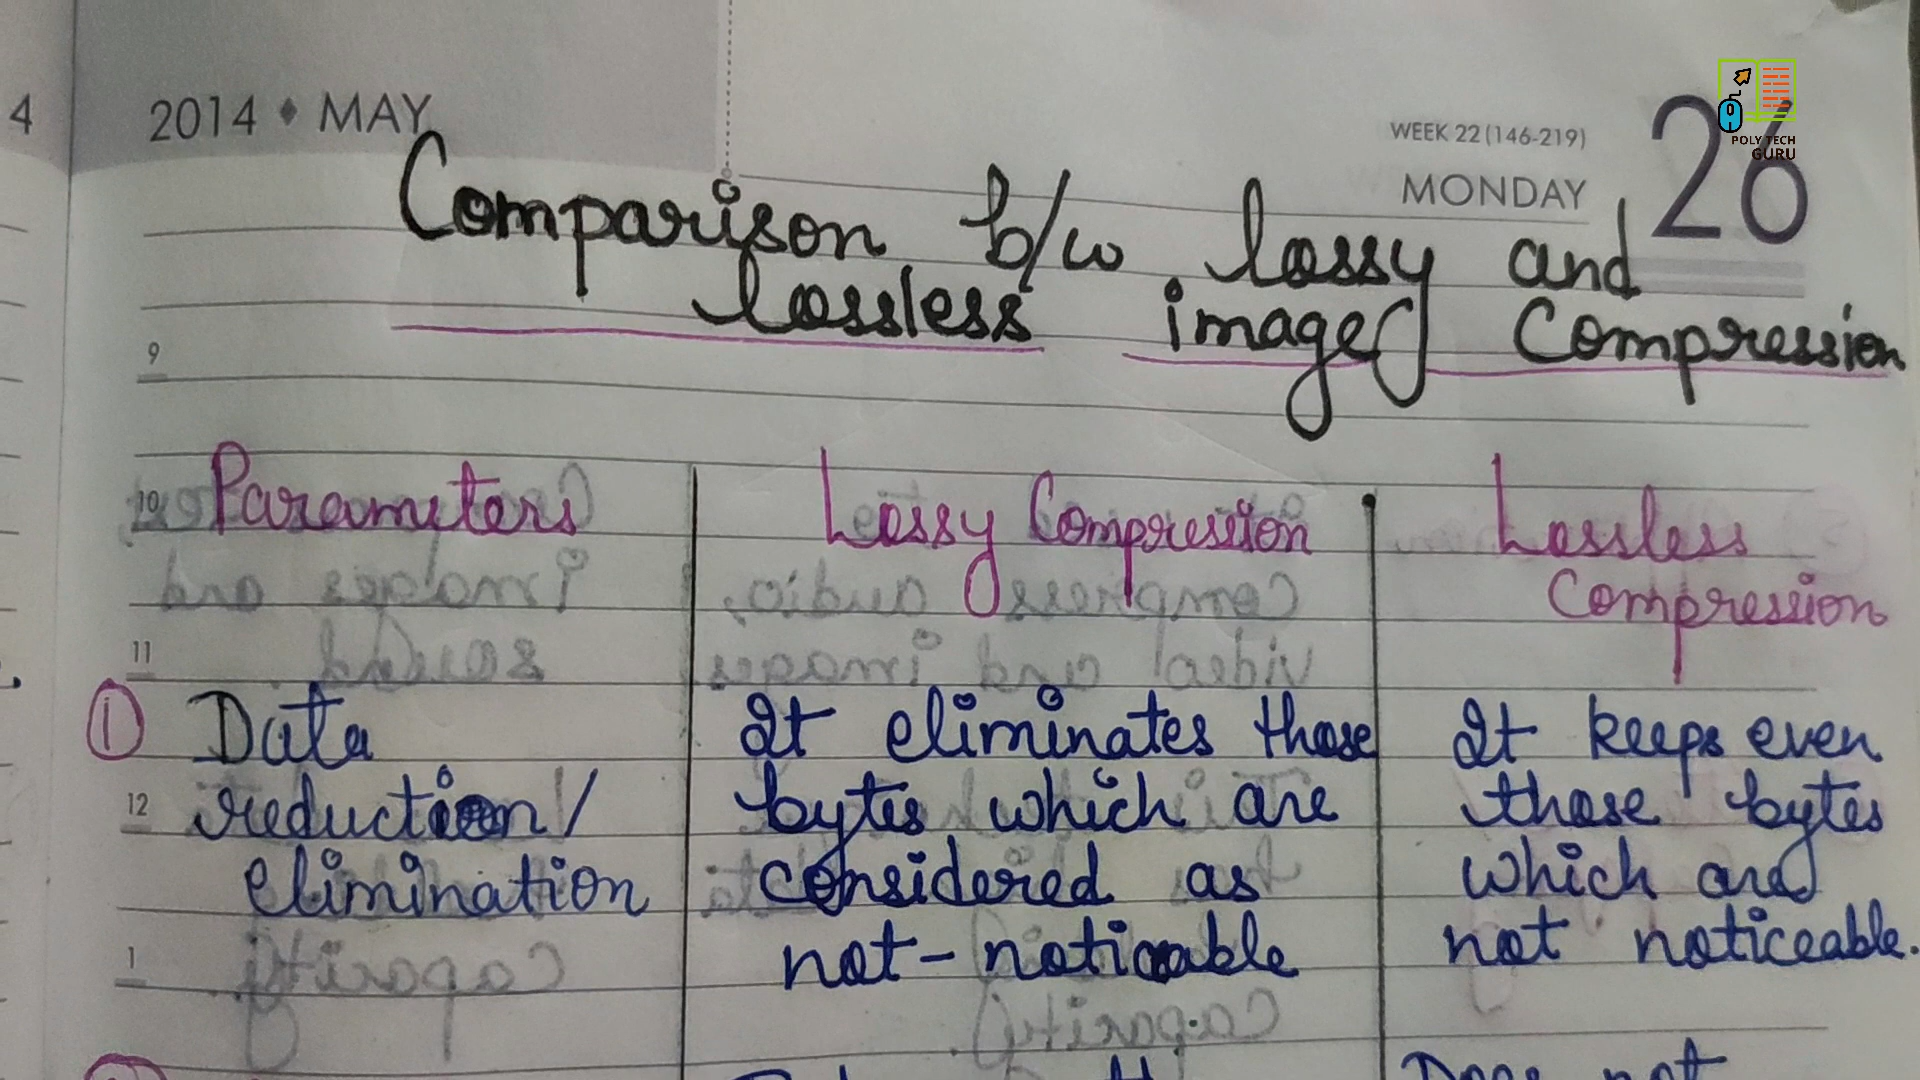 4
2014 ♦ MAY
WEEK 22 (146-219)
MONDAY
26
POLY TECH
GURU
Comparison b/w lossy and
lossless image Compression
9
10
11
12
1
Parameters
Lossy Compression
Lossless
Compression
① Data
reduction/
elimination
It eliminates those
bytes which are
considered as
not-noticable
It keeps even
those bytes
which are
not noticeable.
Does not